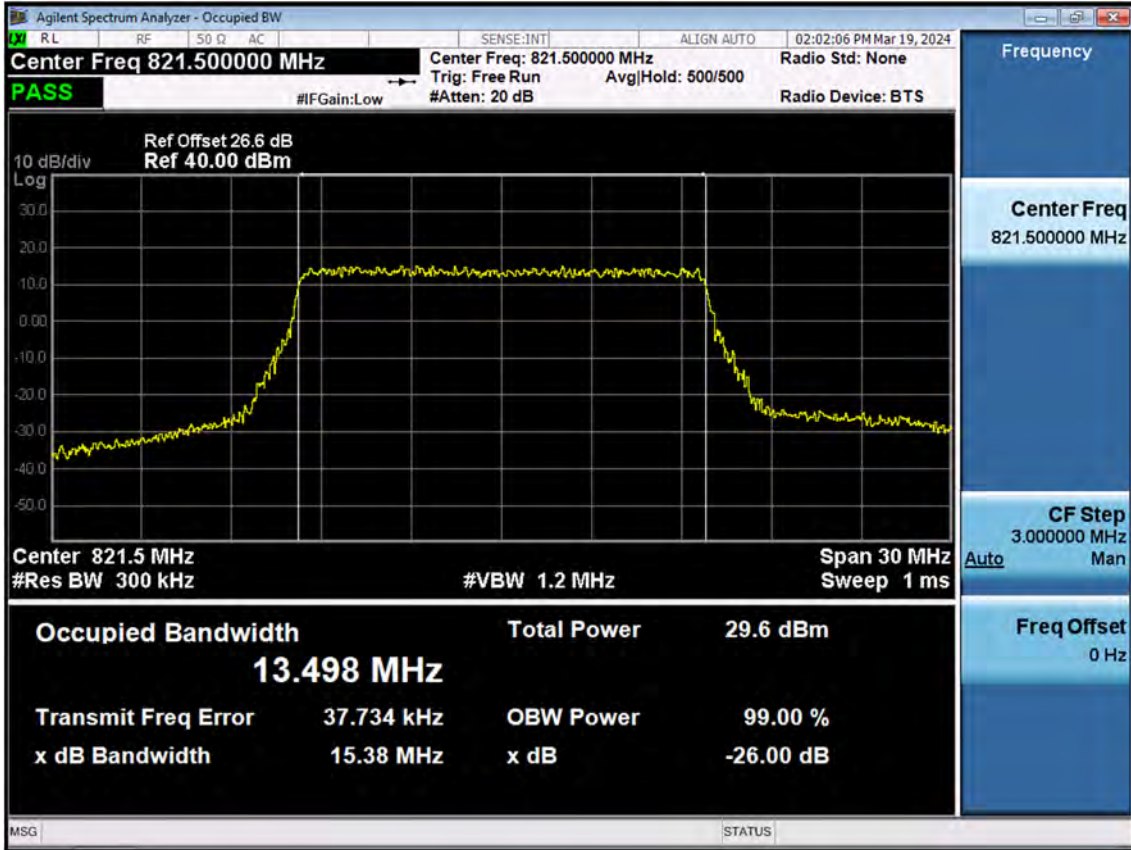 Agilent Spectrum Analyzer - Occupied BW
LXI RL RF 50 Ω AC SENSE:INT ALIGN AUTO 02:02:06 PM Mar 19, 2024
Center Freq 821.500000 MHz Center Freq: 821.500000 MHz Radio Std: None
Trig: Free Run Avg|Hold: 500/500
PASS #IFGain:Low #Atten: 20 dB Radio Device: BTS
Ref Offset 26.6 dB
10 dB/div Ref 40.00 dBm
Log
30.0
20.0
10.0
0.00
-10.0
-20.0
-30.0
-40.0
-50.0
Center 821.5 MHz Span 30 MHz
#Res BW 300 kHz #VBW 1.2 MHz Sweep 1 ms
Occupied Bandwidth Total Power 29.6 dBm
13.498 MHz
Transmit Freq Error 37.734 kHz OBW Power 99.00 %
x dB Bandwidth 15.38 MHz x dB -26.00 dB
MSG STATUS
Frequency
Center Freq
821.500000 MHz
CF Step
3.000000 MHz
Auto Man
Freq Offset
0 Hz